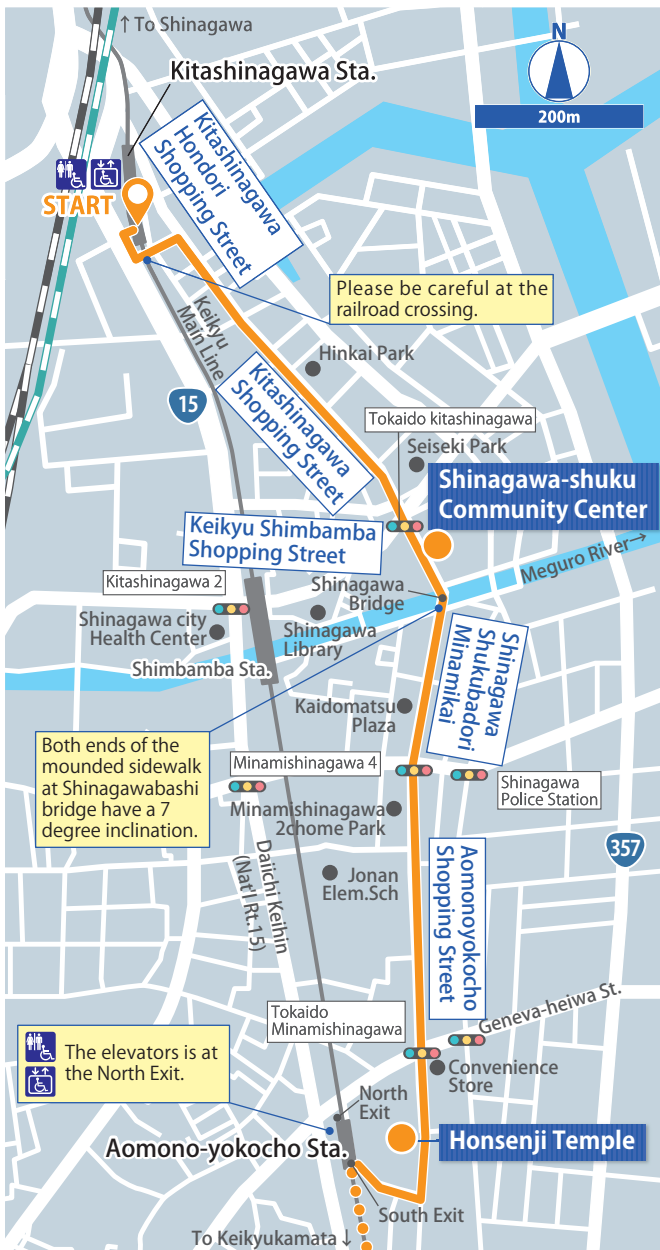 ↑ To Shinagawa
Kitashinagawa Sta.
N
200m
START
Kitashinagawa
Hondori
Shopping Street
Please be careful at the
railroad crossing.
Keikyu
Main Line
Hinkai Park
15
Kitashinagawa
Shopping Street
Tokaido kitashinagawa
Seiseki Park
Shinagawa-shuku
Community Center
Keikyu Shimbamba
Shopping Street
Meguro River→
Kitashinagawa 2
Shinagawa
Bridge
Shinagawa city
Health Center
Shinagawa
Library
Shimbamba Sta.
Shinagawa
Shukubadori
Minamikai
Kaidomatsu
Plaza
Both ends of the
mounded sidewalk
at Shinagawabashi
bridge have a 7
degree inclination.
Minamishinagawa 4
Shinagawa
Police Station
Minamishinagawa
2chome Park
357
Daiichi Keihin
(Nat'l Rt.15)
Jonan
Elem.Sch
Aomonoyokocho
Shopping Street
Geneva-heiwa St.
Tokaido
Minamishinagawa
The elevators is at
the North Exit.
Convenience
Store
North
Exit
Honsenji Temple
Aomono-yokocho Sta.
South Exit
To Keikyukamata ↓